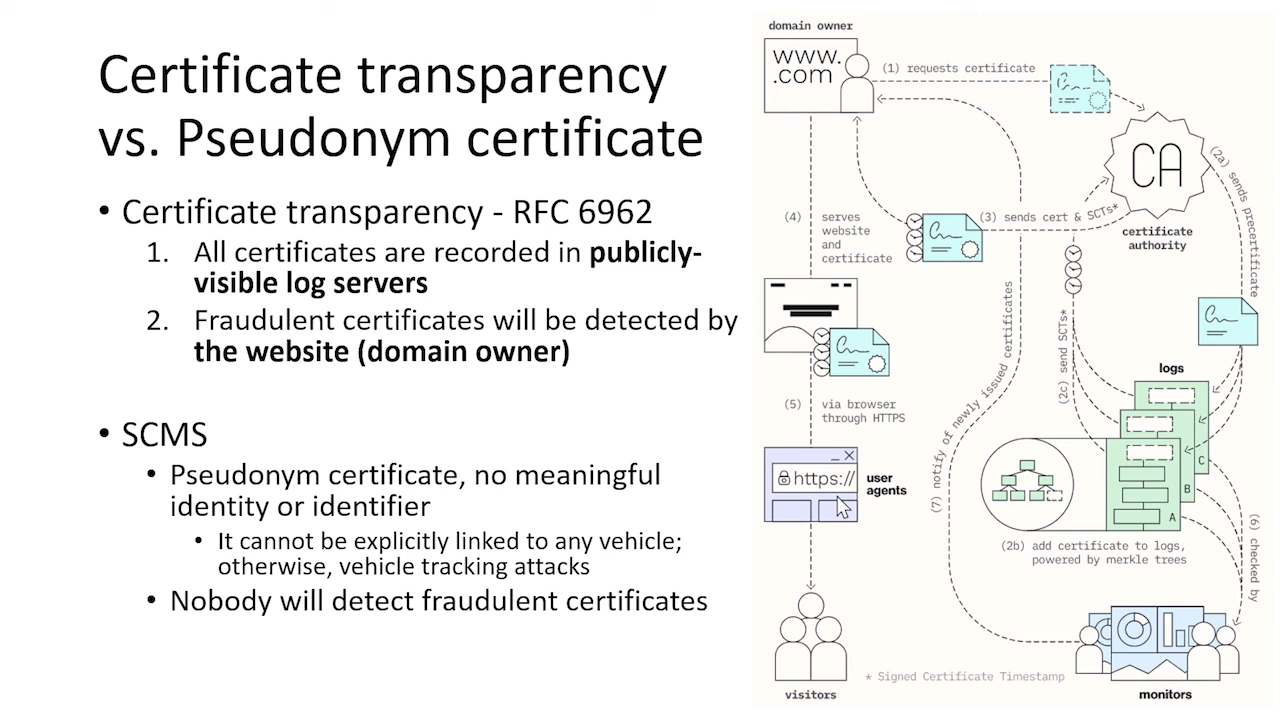 Certificate transparency
vs. Pseudonym certificate
• Certificate transparency - RFC 6962
1. All certificates are recorded in publicly-
visible log servers
2. Fraudulent certificates will be detected by
the website (domain owner)
• SCMS
• Pseudonym certificate, no meaningful
identity or identifier
• It cannot be explicitly linked to any vehicle;
otherwise, vehicle tracking attacks
• Nobody will detect fraudulent certificates
domain owner
www.
.com
(1) requests certificate
CA
certificate
authority
(2a) sends precertificate
(3) sends cert & SCTs*
(4) serves
website
and
certificate
(2c) send SCTs*
logs
C
B
A
(2b) add certificate to logs,
powered by merkle trees
(5) via browser
through HTTPS
https://
user
agents
(7) notify of newly issued certificates
(6) checked by
visitors
* Signed Certificate Timestamp
monitors